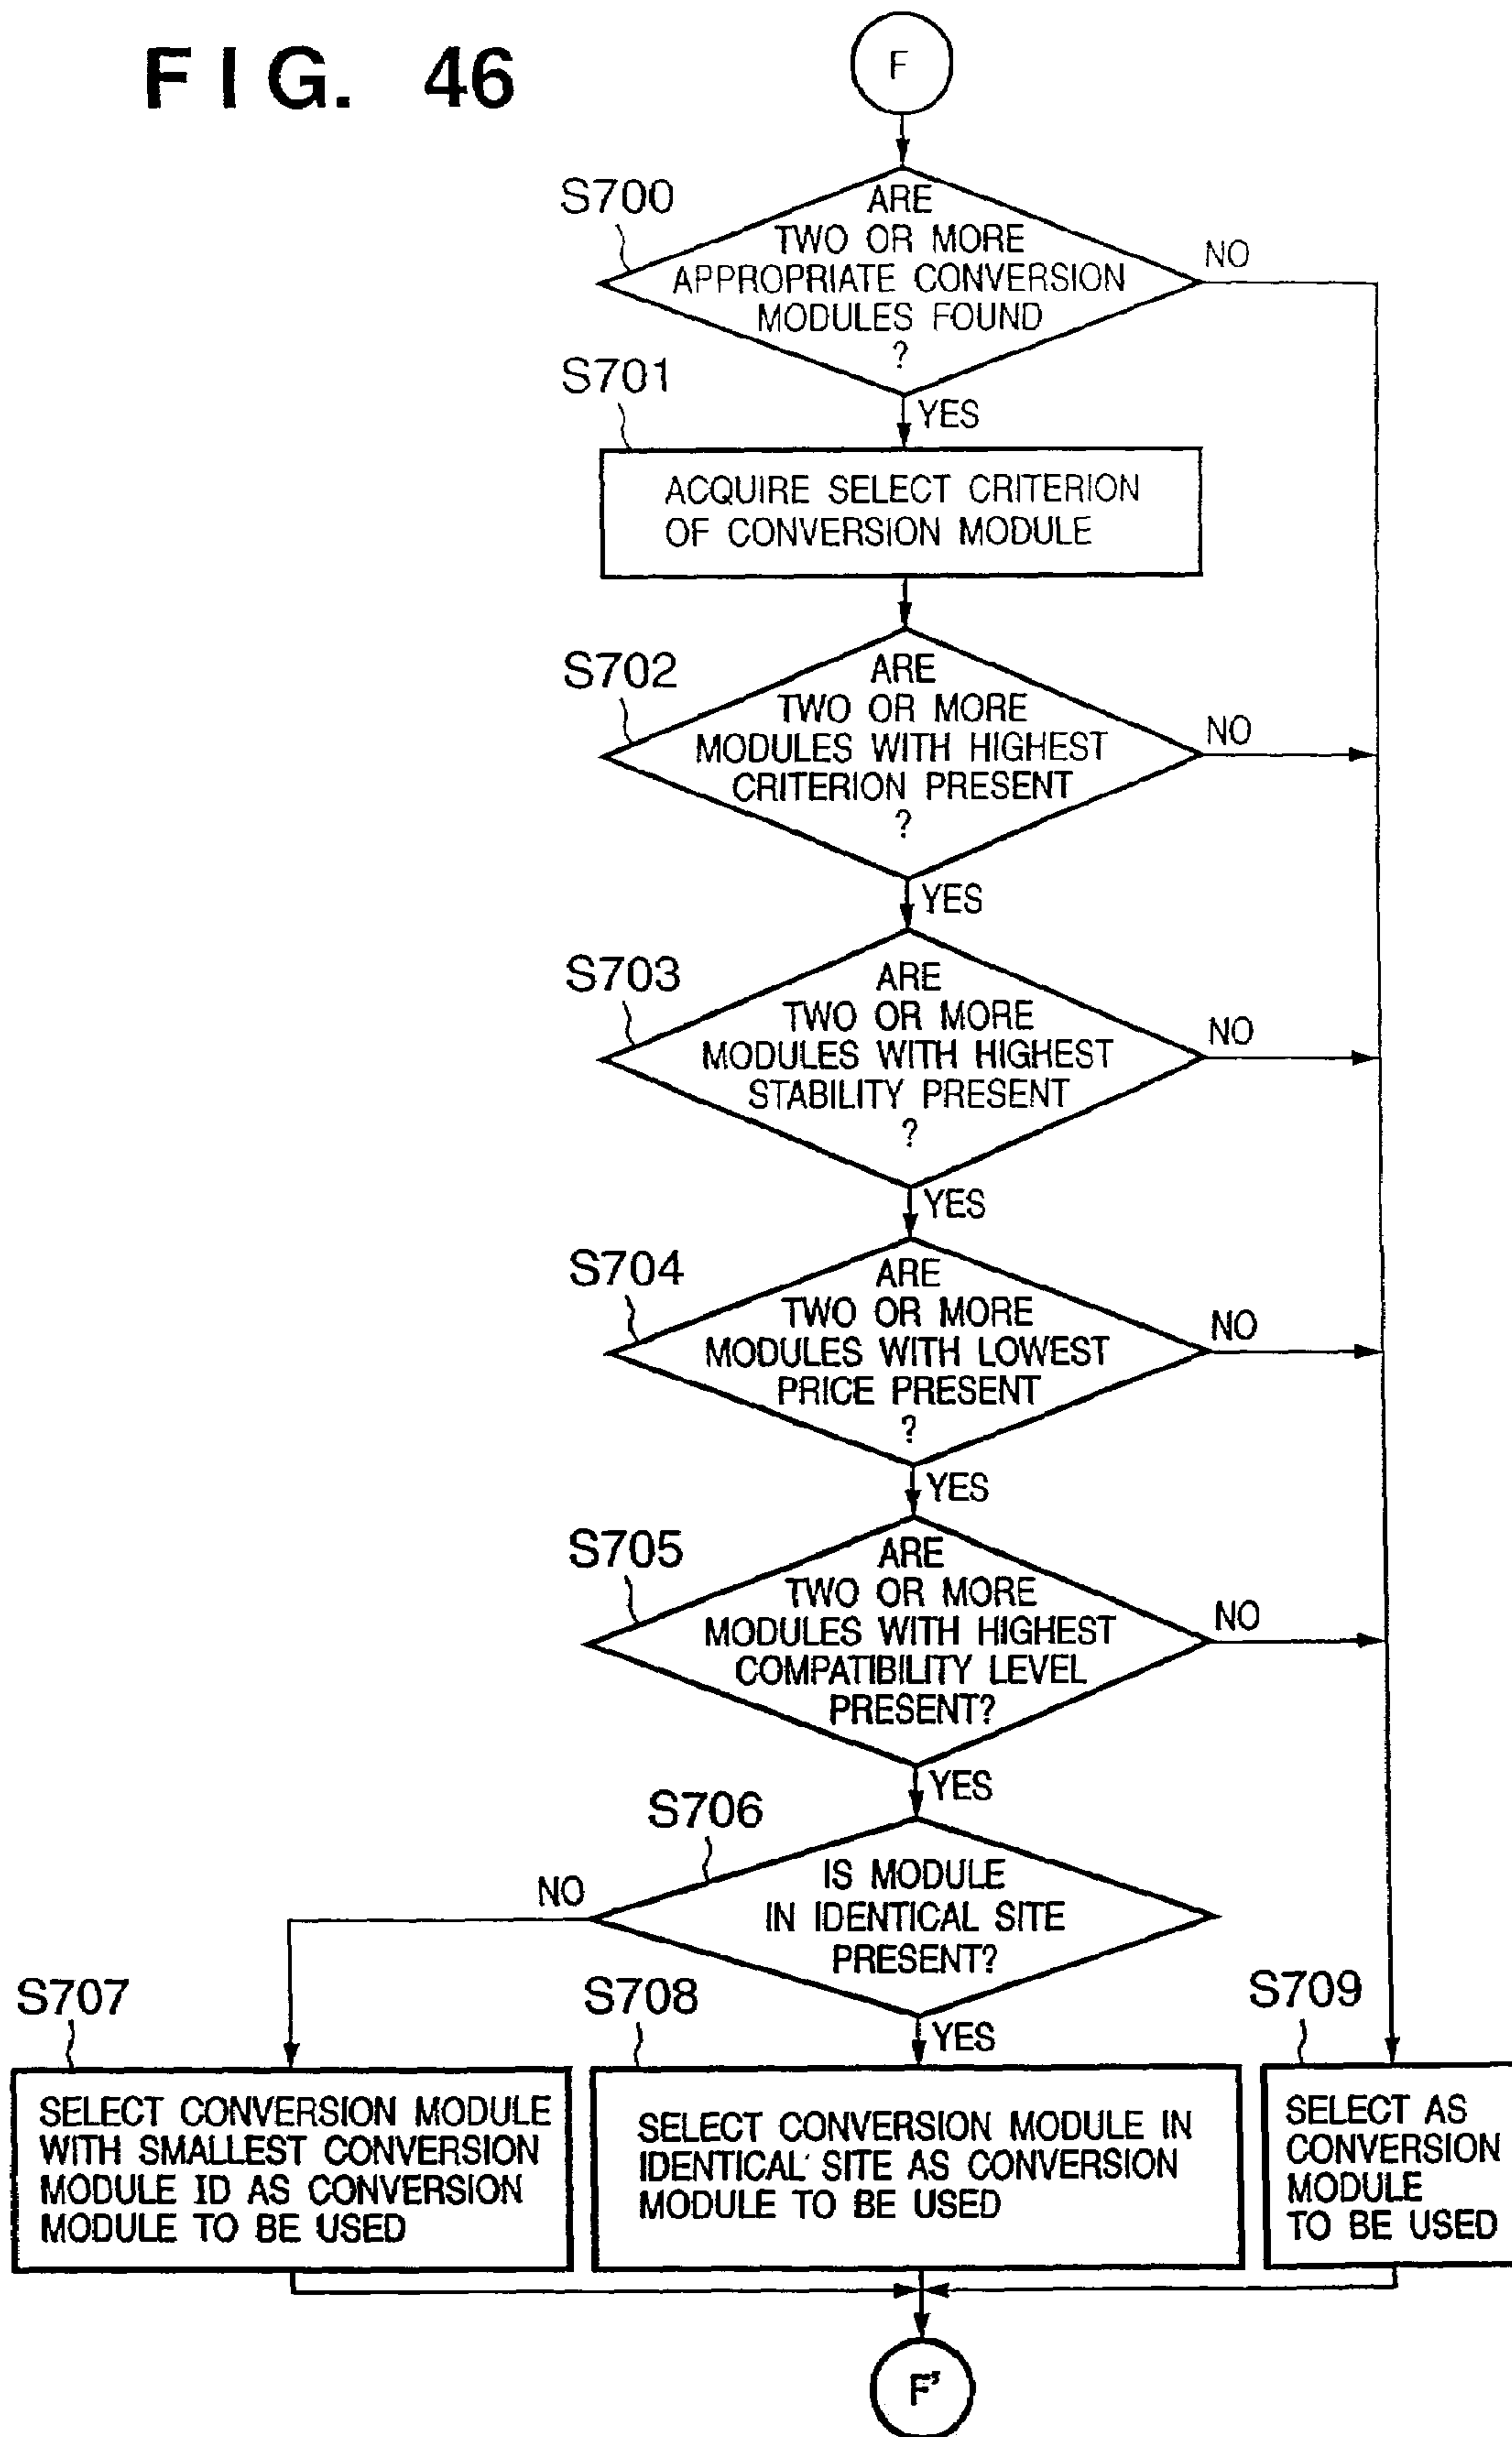 FIG. 46
F
S700
ARE
TWO OR MORE
APPROPRIATE CONVERSION
MODULES FOUND
?
NO
YES
S701
ACQUIRE SELECT CRITERION
OF CONVERSION MODULE
S702
ARE
TWO OR MORE
MODULES WITH HIGHEST
CRITERION PRESENT
?
NO
YES
S703
ARE
TWO OR MORE
MODULES WITH HIGHEST
STABILITY PRESENT
?
NO
YES
S704
ARE
TWO OR MORE
MODULES WITH LOWEST
PRICE PRESENT
?
NO
YES
S705
ARE
TWO OR MORE
MODULES WITH HIGHEST
COMPATIBILITY LEVEL
PRESENT?
NO
YES
S706
IS MODULE
IN IDENTICAL SITE
PRESENT?
NO
YES
S707
SELECT CONVERSION MODULE
WITH SMALLEST CONVERSION
MODULE ID AS CONVERSION
MODULE TO BE USED
S708
SELECT CONVERSION MODULE IN
IDENTICAL SITE AS CONVERSION
MODULE TO BE USED
S709
SELECT AS
CONVERSION
MODULE
TO BE USED
F'